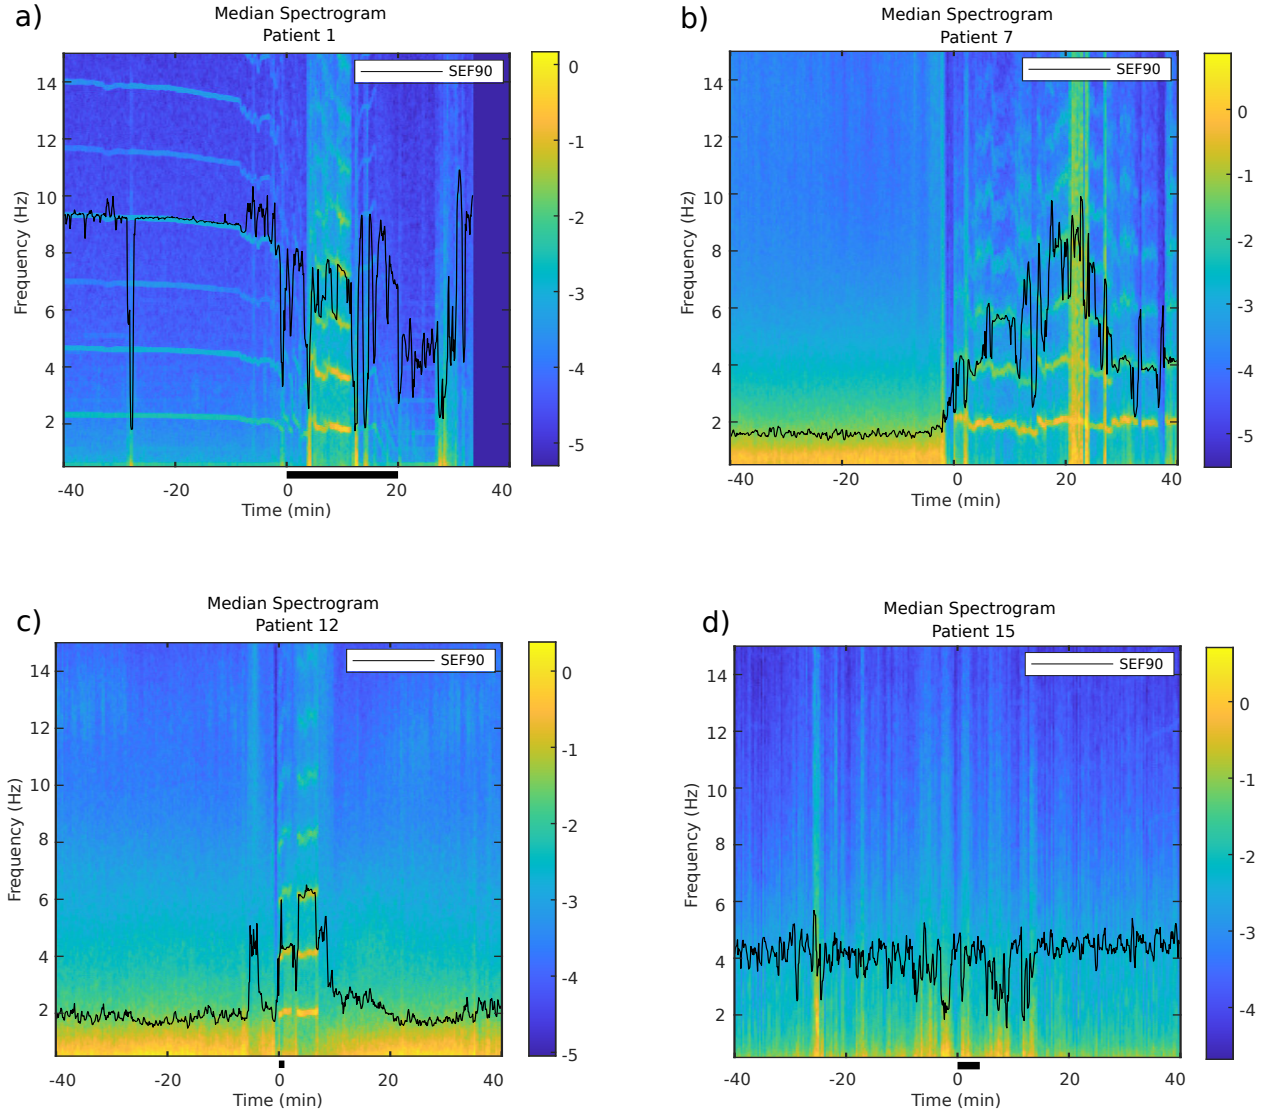 a)
Median Spectrogram
Patient 1
SEF90
14
12
10
8
6
4
2
Frequency (Hz)
-40
-20
0
20
40
Time (min)
0
-1
-2
-3
-4
-5
b)
Median Spectrogram
Patient 7
SEF90
14
12
10
8
6
4
2
Frequency (Hz)
-40
-20
0
20
40
Time (min)
0
-1
-2
-3
-4
-5
c)
Median Spectrogram
Patient 12
SEF90
14
12
10
8
6
4
2
Frequency (Hz)
-40
-20
0
20
40
Time (min)
0
-1
-2
-3
-4
-5
d)
Median Spectrogram
Patient 15
SEF90
14
12
10
8
6
4
2
Frequency (Hz)
-40
-20
0
20
40
Time (min)
0
-1
-2
-3
-4